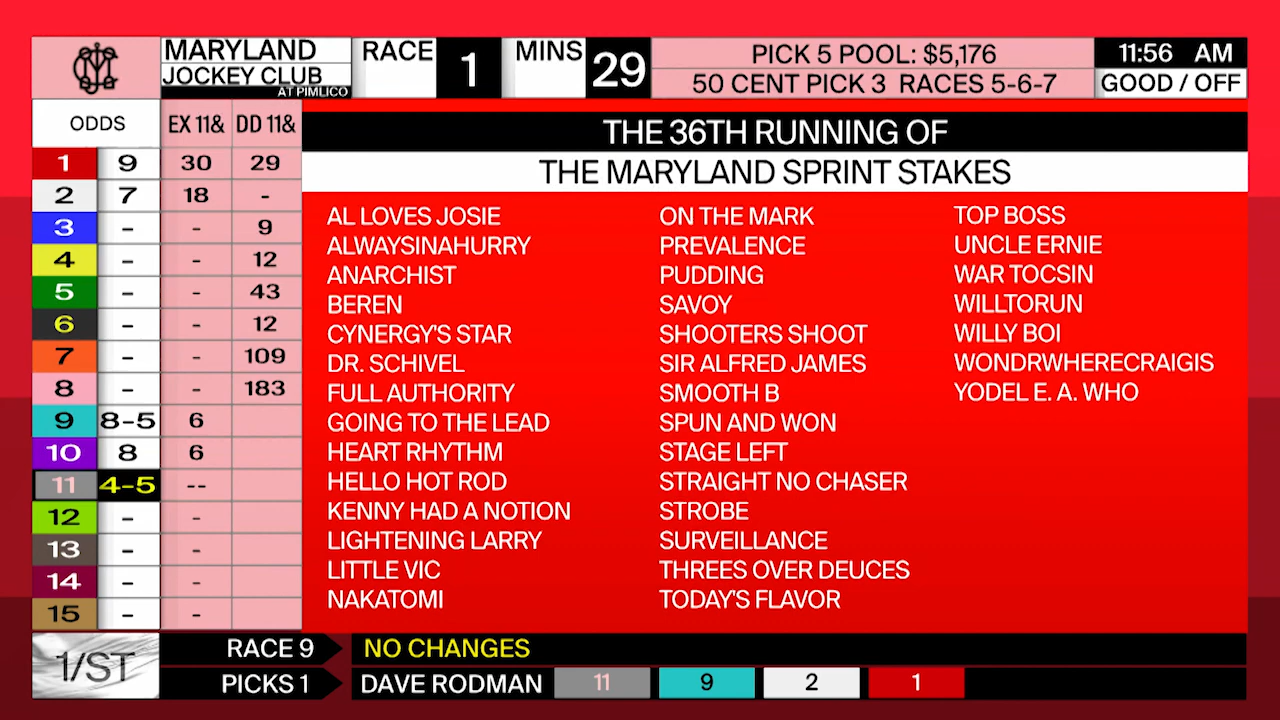 MARYLAND
JOCKEY CLUB
AT PIMLICO
RACE 1 MINS 29
PICK 5 POOL: $5,176
50 CENT PICK 3 RACES 5-6-7
11:56 AM
GOOD / OFF
ODDS EX 11& DD 11&
1 9 30 29
2 7 18 -
3 - - 9
4 - - 12
5 - - 43
6 - - 12
7 - - 109
8 - - 183
9 8-5 6
10 8 6
11 4-5 --
12 - -
13 - -
14 - -
15 - -
THE 36TH RUNNING OF
THE MARYLAND SPRINT STAKES
AL LOVES JOSIE
ALWAYSINAHURRY
ANARCHIST
BEREN
CYNERGY'S STAR
DR. SCHIVEL
FULL AUTHORITY
GOING TO THE LEAD
HEART RHYTHM
HELLO HOT ROD
KENNY HAD A NOTION
LIGHTENING LARRY
LITTLE VIC
NAKATOMI
ON THE MARK
PREVALENCE
PUDDING
SAVOY
SHOOTERS SHOOT
SIR ALFRED JAMES
SMOOTH B
SPUN AND WON
STAGE LEFT
STRAIGHT NO CHASER
STROBE
SURVEILLANCE
THREES OVER DEUCES
TODAY'S FLAVOR
TOP BOSS
UNCLE ERNIE
WAR TOCSIN
WILLTORUN
WILLY BOI
WONDRWHERECRAIGIS
YODEL E. A. WHO
1/ST
RACE 9 NO CHANGES
PICKS 1 DAVE RODMAN 11 9 2 1